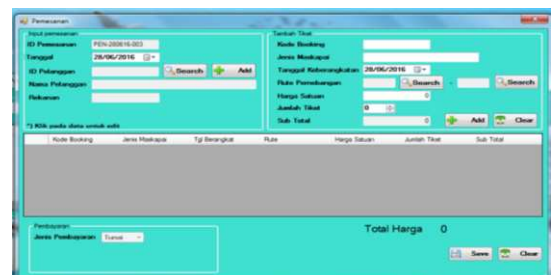 Pemesanan
Input pemesanan
ID Pemesanan PEN-280616-003
Tanggal 28/06/2016
ID Pelanggan Search Add
Nama Pelanggan
Rekanan
*) Klik pada data untuk edit
Tambah Tiket
Kode Booking
Jenis Maskapai
Tanggal Keberangkatan 28/06/2016
Rute Penerbangan Search - Search
Harga Satuan 0
Jumlah Tiket 0
Sub Total 0 Add Clear
Kode Booking Jenis Maskapai Tgl Berangkat Rute Harga Satuan Jumlah Tiket Sub Total
Pembayaran
Jenis Pembayaran Tunai
Total Harga 0
Save Clear